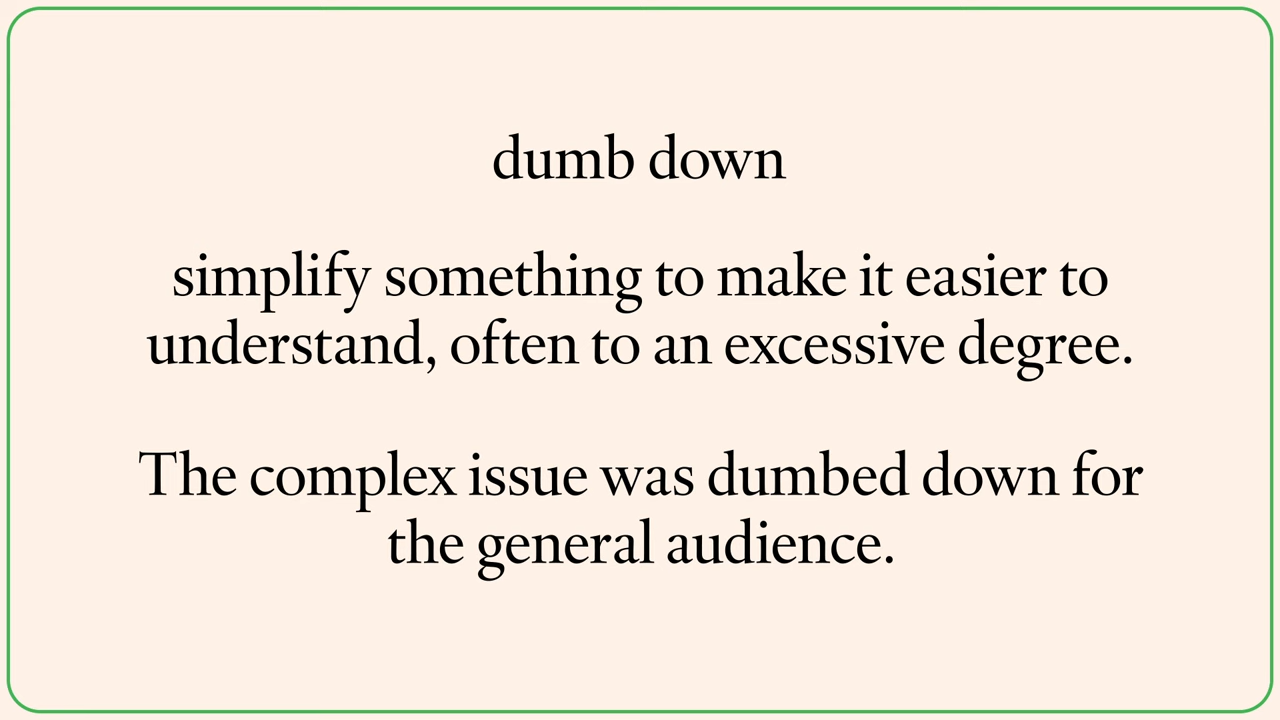 dumb down
simplify something to make it easier to
understand, often to an excessive degree.
The complex issue was dumbed down for
the general audience.